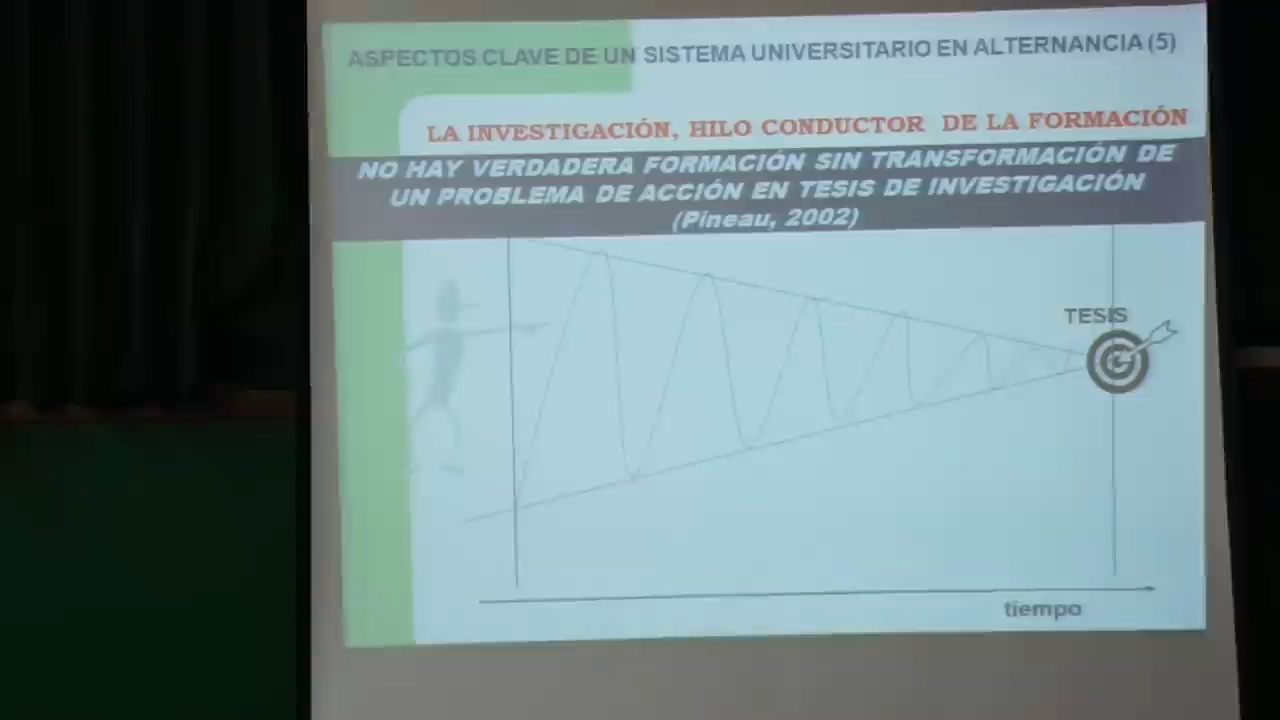 ASPECTOS CLAVE DE UN SISTEMA UNIVERSITARIO EN ALTERNANCIA (5)
LA INVESTIGACIÓN, HILO CONDUCTOR DE LA FORMACIÓN
NO HAY VERDADERA FORMACIÓN SIN TRANSFORMACIÓN DE
UN PROBLEMA DE ACCIÓN EN TESIS DE INVESTIGACIÓN
(Pineau, 2002)
TESIS
tiempo